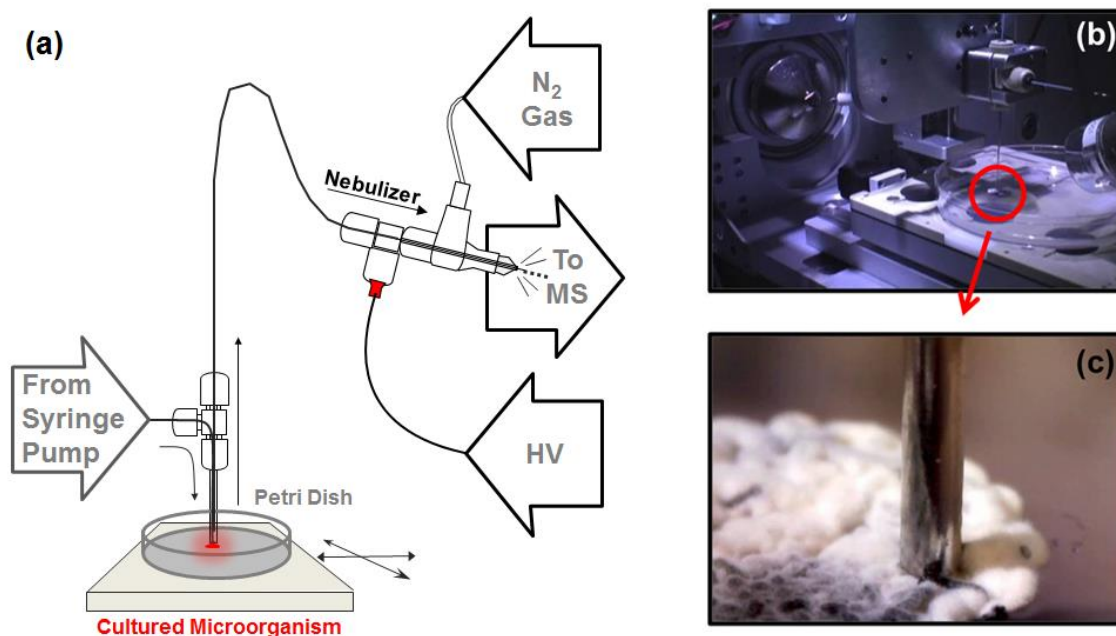 (a)
N2
Gas
Nebulizer
To
MS
From
Syringe
Pump
HV
Petri Dish
Cultured Microorganism
(b)
(c)